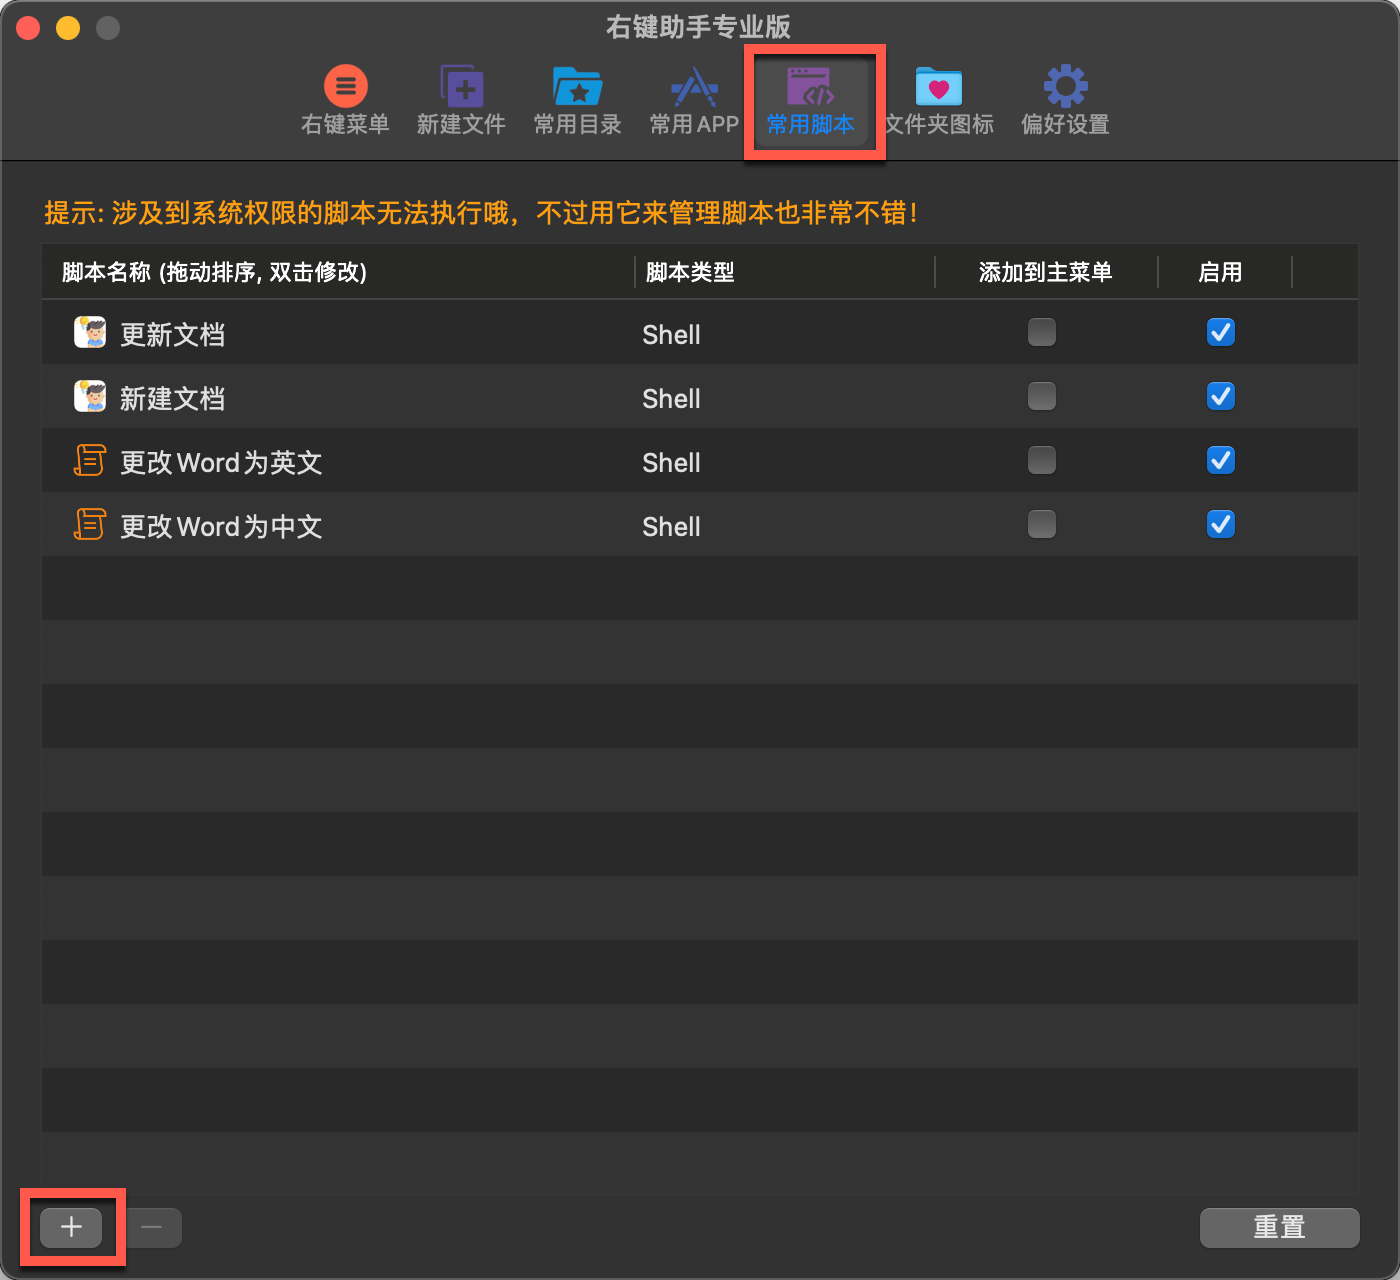 右键助手专业版
右键菜单 新建文件 常用目录 常用APP 常用脚本 文件夹图标 偏好设置
提示: 涉及到系统权限的脚本无法执行哦，不过用它来管理脚本也非常不错！
脚本名称 (拖动排序, 双击修改) 脚本类型 添加到主菜单 启用
更新文档 Shell
新建文档 Shell
更改Word为英文 Shell
更改Word为中文 Shell
重置